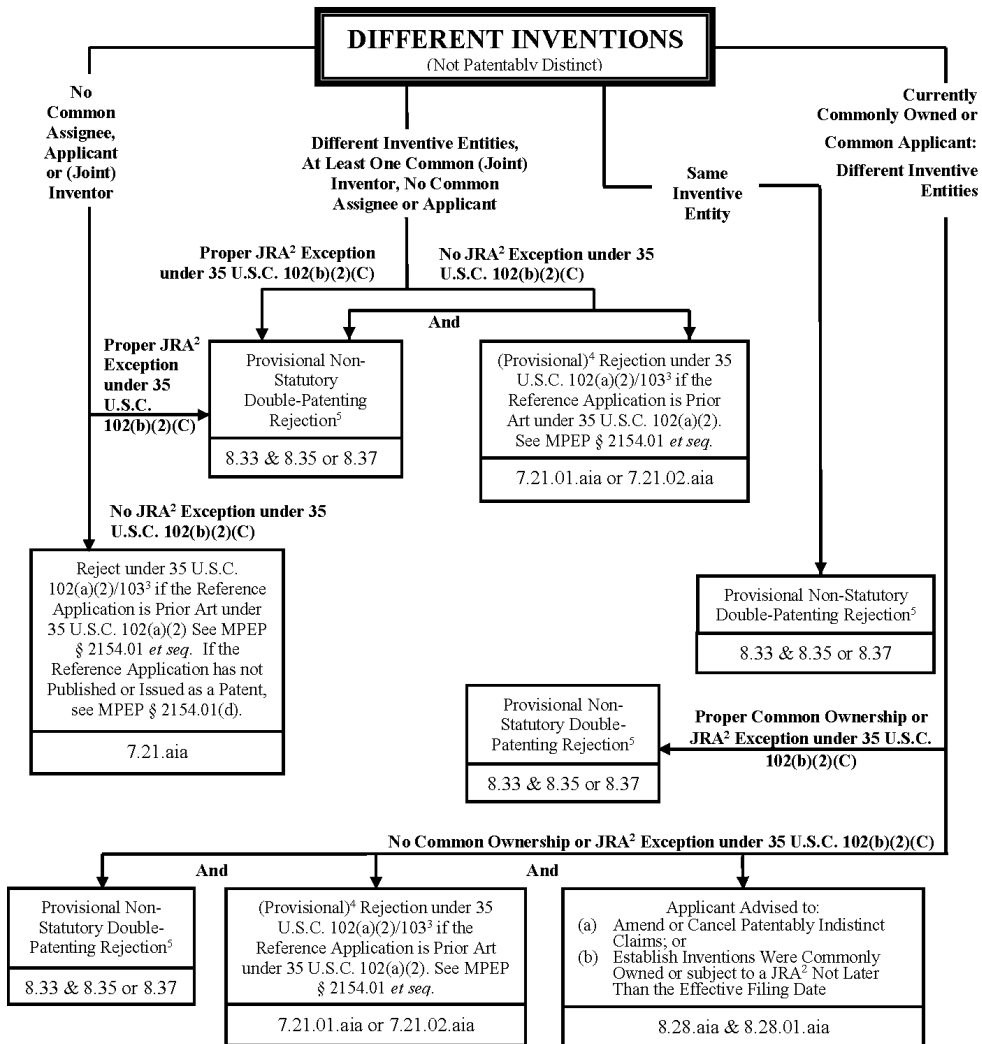 DIFFERENT INVENTIONS
(Not Patentably Distinct)
No
Common
Assignee,
Applicant
or (Joint)
Inventor
Different Inventive Entities,
At Least One Common (Joint)
Inventor, No Common
Assignee or Applicant
Same
Inventive
Entity
Currently
Commonly Owned or
Common Applicant:
Different Inventive
Entities
Proper JRA² Exception
under 35 U.S.C. 102(b)(2)(C)
No JRA² Exception under 35
U.S.C. 102(b)(2)(C)
And
Proper JRA²
Exception
under 35
U.S.C.
102(b)(2)(C)
Provisional Non-
Statutory
Double-Patenting
Rejection⁵
8.33 & 8.35 or 8.37
(Provisional)⁴ Rejection under 35
U.S.C. 102(a)(2)/103³ if the
Reference Application is Prior
Art under 35 U.S.C. 102(a)(2).
See MPEP § 2154.01 et seq.
7.21.01.aia or 7.21.02.aia
No JRA² Exception under 35
U.S.C. 102(b)(2)(C)
Reject under 35 U.S.C.
102(a)(2)/103³ if the Reference
Application is Prior Art under
35 U.S.C. 102(a)(2) See MPEP
§ 2154.01 et seq. If the
Reference Application has not
Published or Issued as a Patent,
see MPEP § 2154.01(d).
7.21.aia
Provisional Non-Statutory
Double-Patenting Rejection⁵
8.33 & 8.35 or 8.37
Provisional Non-
Statutory Double-
Patenting Rejection⁵
8.33 & 8.35 or 8.37
Proper Common Ownership or
JRA² Exception under 35 U.S.C.
102(b)(2)(C)
No Common Ownership or JRA² Exception under 35 U.S.C. 102(b)(2)(C)
And
And
Provisional Non-
Statutory Double-
Patenting Rejection⁵
8.33 & 8.35 or 8.37
(Provisional)⁴ Rejection under 35
U.S.C. 102(a)(2)/103³ if the
Reference Application is Prior Art
under 35 U.S.C. 102(a)(2). See MPEP
§ 2154.01 et seq.
7.21.01.aia or 7.21.02.aia
Applicant Advised to:
(a) Amend or Cancel Patentably Indistinct
Claims; or
(b) Establish Inventions Were Commonly
Owned or subject to a JRA² Not Later
Than the Effective Filing Date
8.28.aia & 8.28.01.aia